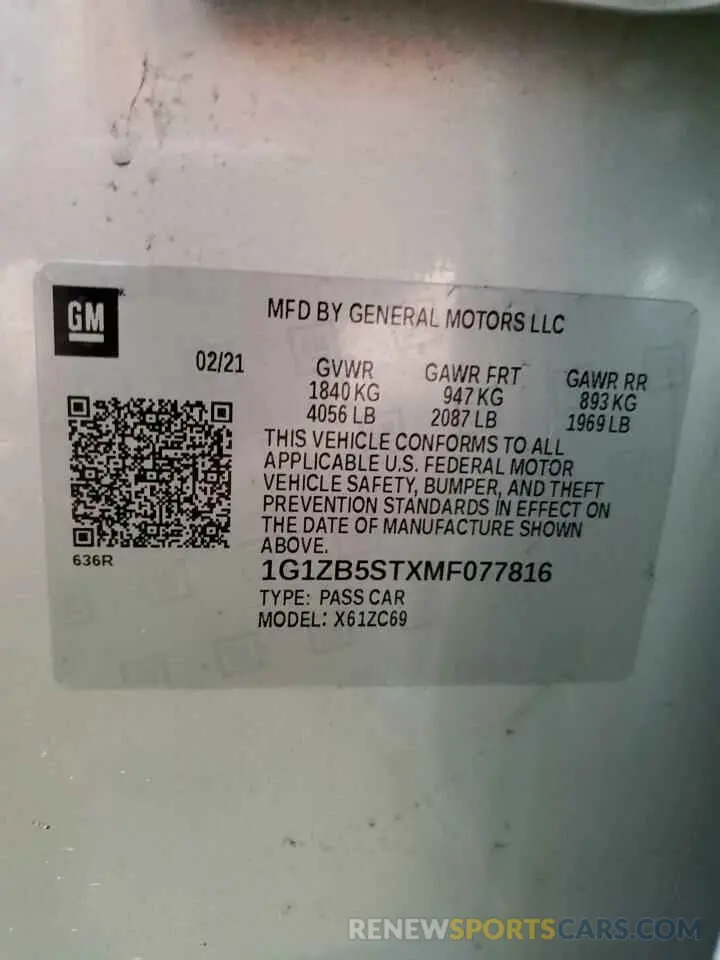 GM
MFD BY GENERAL MOTORS LLC
02/21
GVWR GAWR FRT GAWR RR
1840 KG 947 KG 893 KG
4056 LB 2087 LB 1969 LB
THIS VEHICLE CONFORMS TO ALL
APPLICABLE U.S. FEDERAL MOTOR
VEHICLE SAFETY, BUMPER, AND THEFT
PREVENTION STANDARDS IN EFFECT ON
THE DATE OF MANUFACTURE SHOWN
ABOVE.
636R
1G1ZB5STXMF077816
TYPE: PASS CAR
MODEL: X61ZC69
RENEWSPORTSCARS.COM